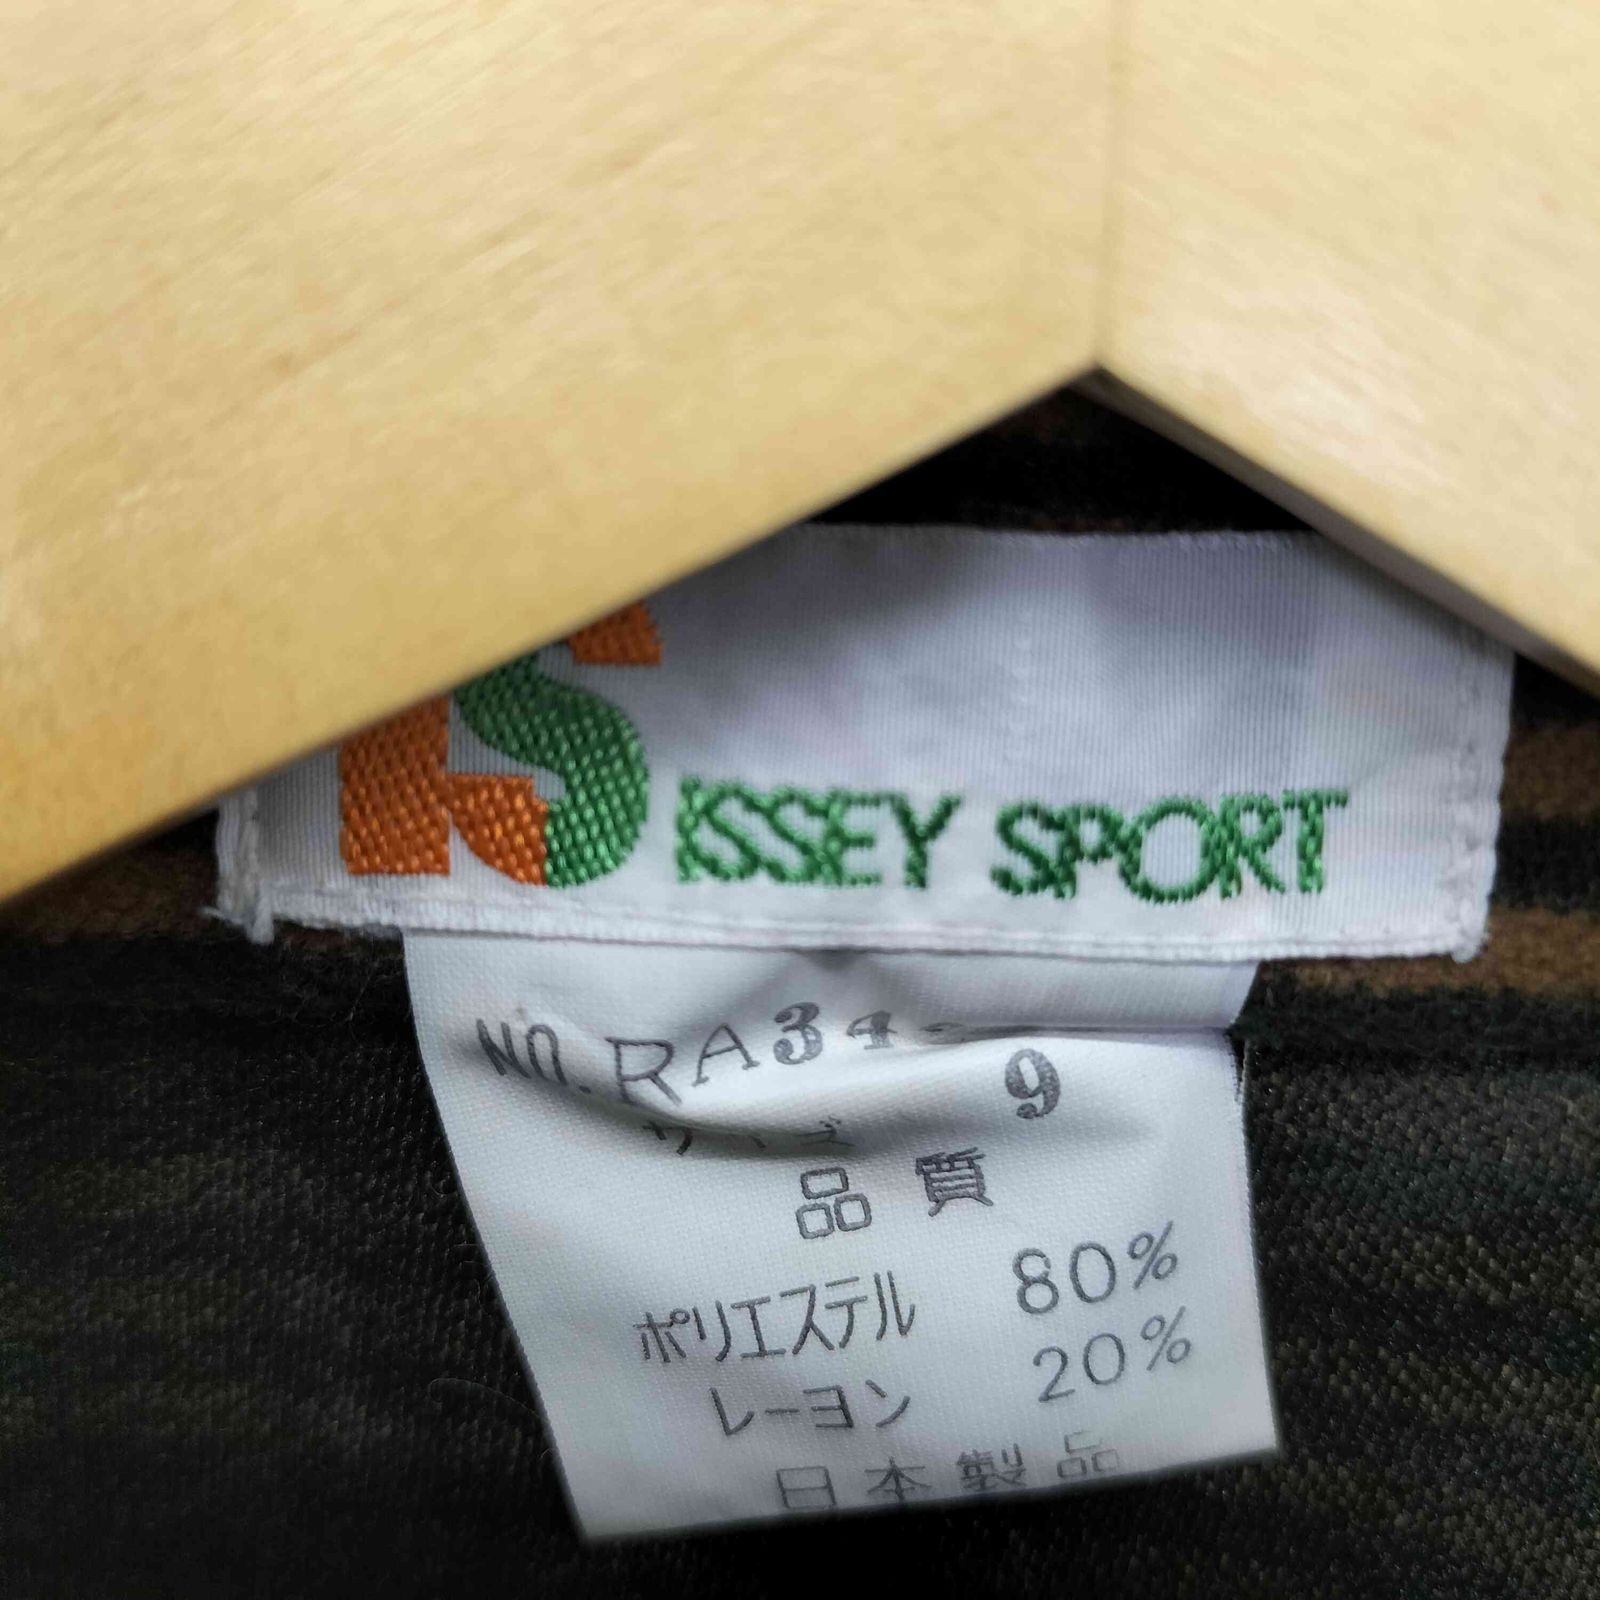 IS ISSEY SPORT
NO. RA34
サイズ 9
品質
ポリエステル 80%
レーヨン 20%
日本製品